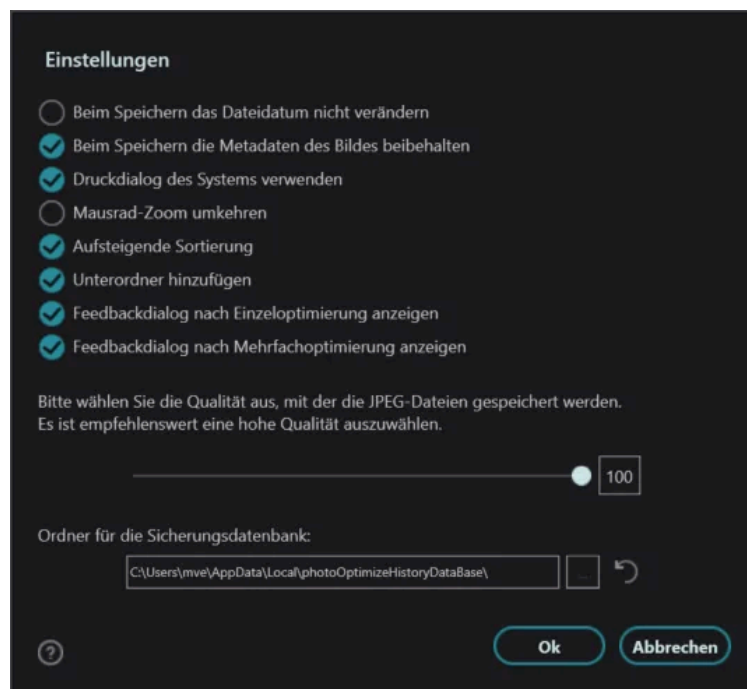 Einstellungen
Beim Speichern das Dateidatum nicht verändern
Beim Speichern die Metadaten des Bildes beibehalten
Druckdialog des Systems verwenden
Mausrad-Zoom umkehren
Aufsteigende Sortierung
Unterordner hinzufügen
Feedbackdialog nach Einzeloptimierung anzeigen
Feedbackdialog nach Mehrfachoptimierung anzeigen
Bitte wählen Sie die Qualität aus, mit der die JPEG-Dateien gespeichert werden.
Es ist empfehlenswert eine hohe Qualität auszuwählen.
100
Ordner für die Sicherungsdatenbank:
C:\Users\mve\AppData\Local\photoOptimizeHistoryDataBase\
...
?
Ok
Abbrechen